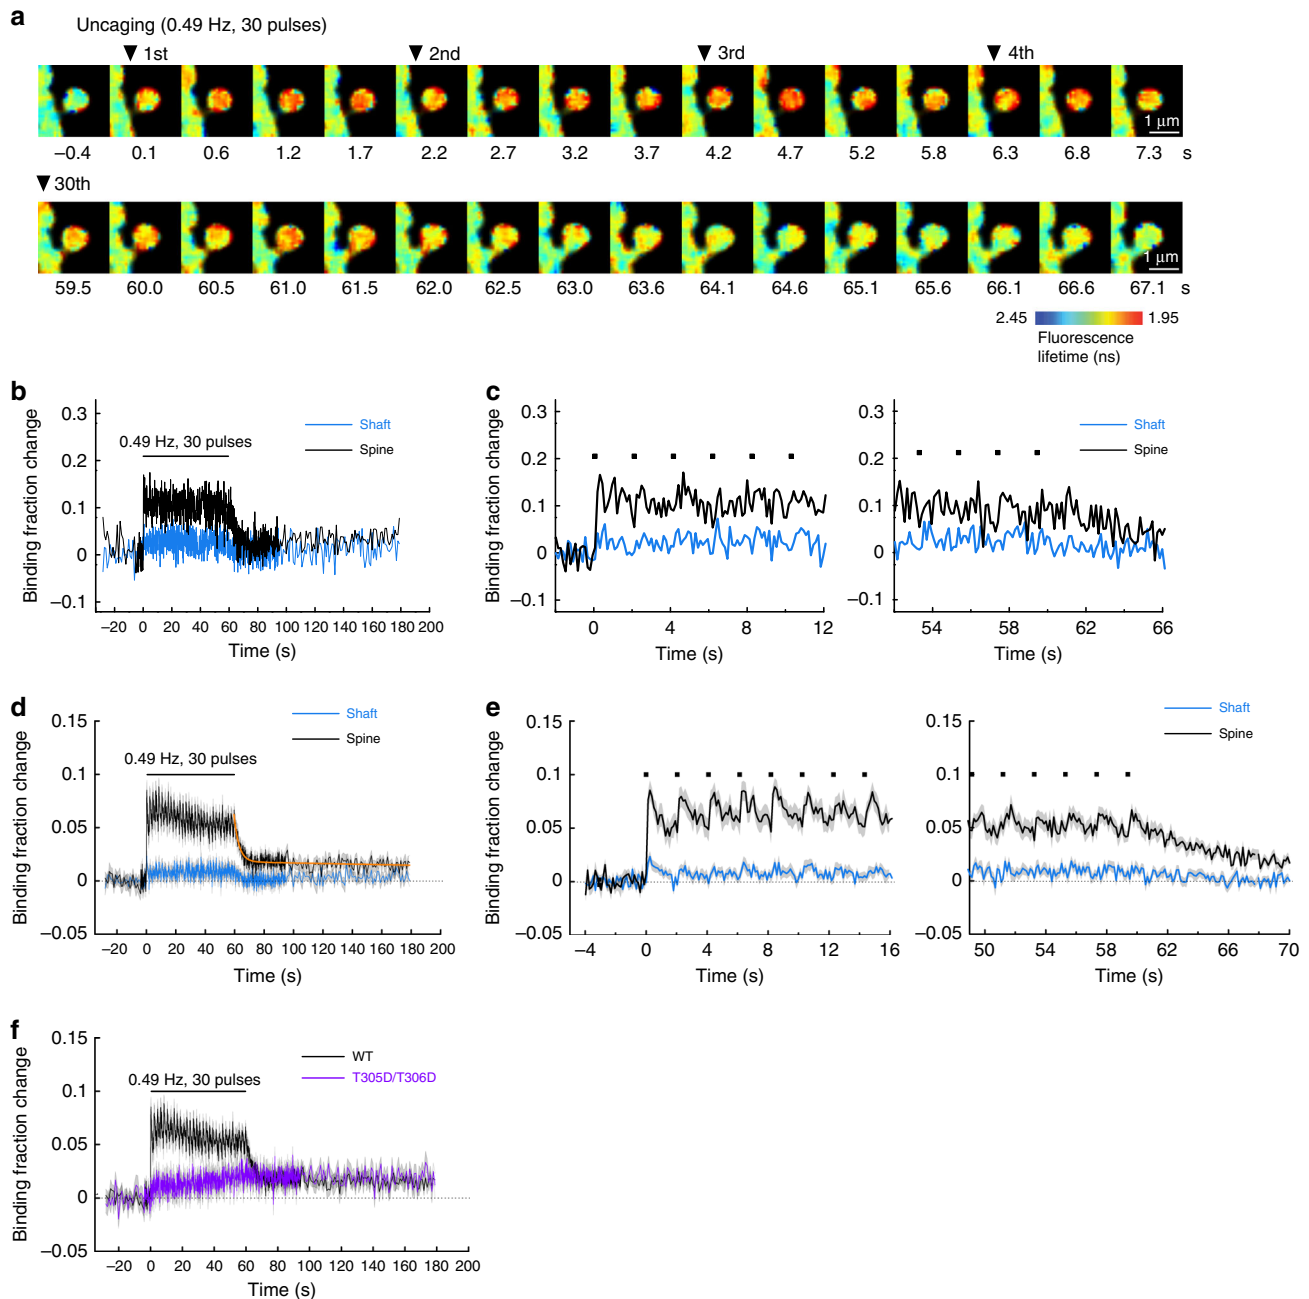 a
Uncaging (0.49 Hz, 30 pulses)
1st 2nd 3rd 4th
1 μm
−0.4 0.1 0.6 1.2 1.7 2.2 2.7 3.2 3.7 4.2 4.7 5.2 5.8 6.3 6.8 7.3 s
30th
1 μm
59.5 60.0 60.5 61.0 61.5 62.0 62.5 63.0 63.6 64.1 64.6 65.1 65.6 66.1 66.6 67.1 s
2.45 1.95
Fluorescence
lifetime (ns)
b
Binding fraction change
0.3
0.2
0.1
0
−0.1
0.49 Hz, 30 pulses
Shaft
Spine
−20 0 20 40 60 80 100 120 140 160 180 200
Time (s)
c
Binding fraction change
0.3
0.2
0.1
0
−0.1
0 4 8 12
Time (s)
0.3
0.2
0.1
0
−0.1
Shaft
Spine
54 58 62 66
Time (s)
d
Binding fraction change
0.15
0.1
0.05
0
−0.05
Shaft
Spine
0.49 Hz, 30 pulses
−20 0 20 40 60 80 100 120 140 160 180 200
Time (s)
e
Binding fraction change
0.15
0.1
0.05
0
−0.05
−4 0 4 8 12 16
Time (s)
Shaft
Spine
0.15
0.1
0.05
0
−0.05
50 54 58 62 66 70
Time (s)
f
Binding fraction change
0.15
0.1
0.05
0
−0.05
WT
T305D/T306D
0.49 Hz, 30 pulses
−20 0 20 40 60 80 100 120 140 160 180 200
Time (s)